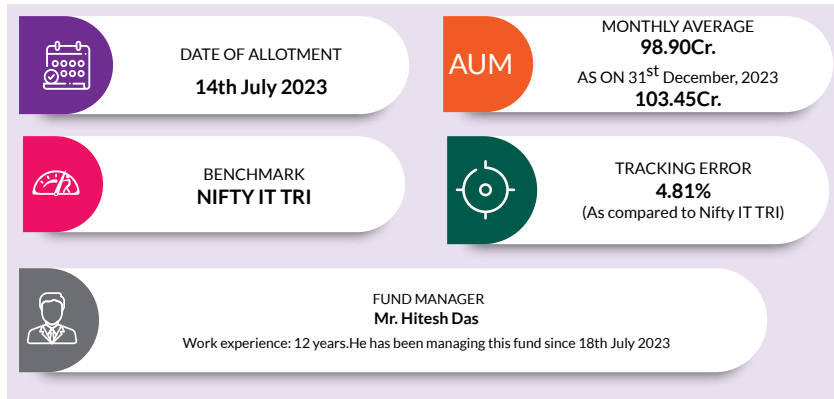 DATE OF ALLOTMENT
14th July 2023
AUM
MONTHLY AVERAGE
98.90Cr.
AS ON 31st December, 2023
103.45Cr.
BENCHMARK
NIFTY IT TRI
TRACKING ERROR
4.81%
(As compared to Nifty IT TRI)
FUND MANAGER
Mr. Hitesh Das
Work experience: 12 years.He has been managing this fund since 18th July 2023